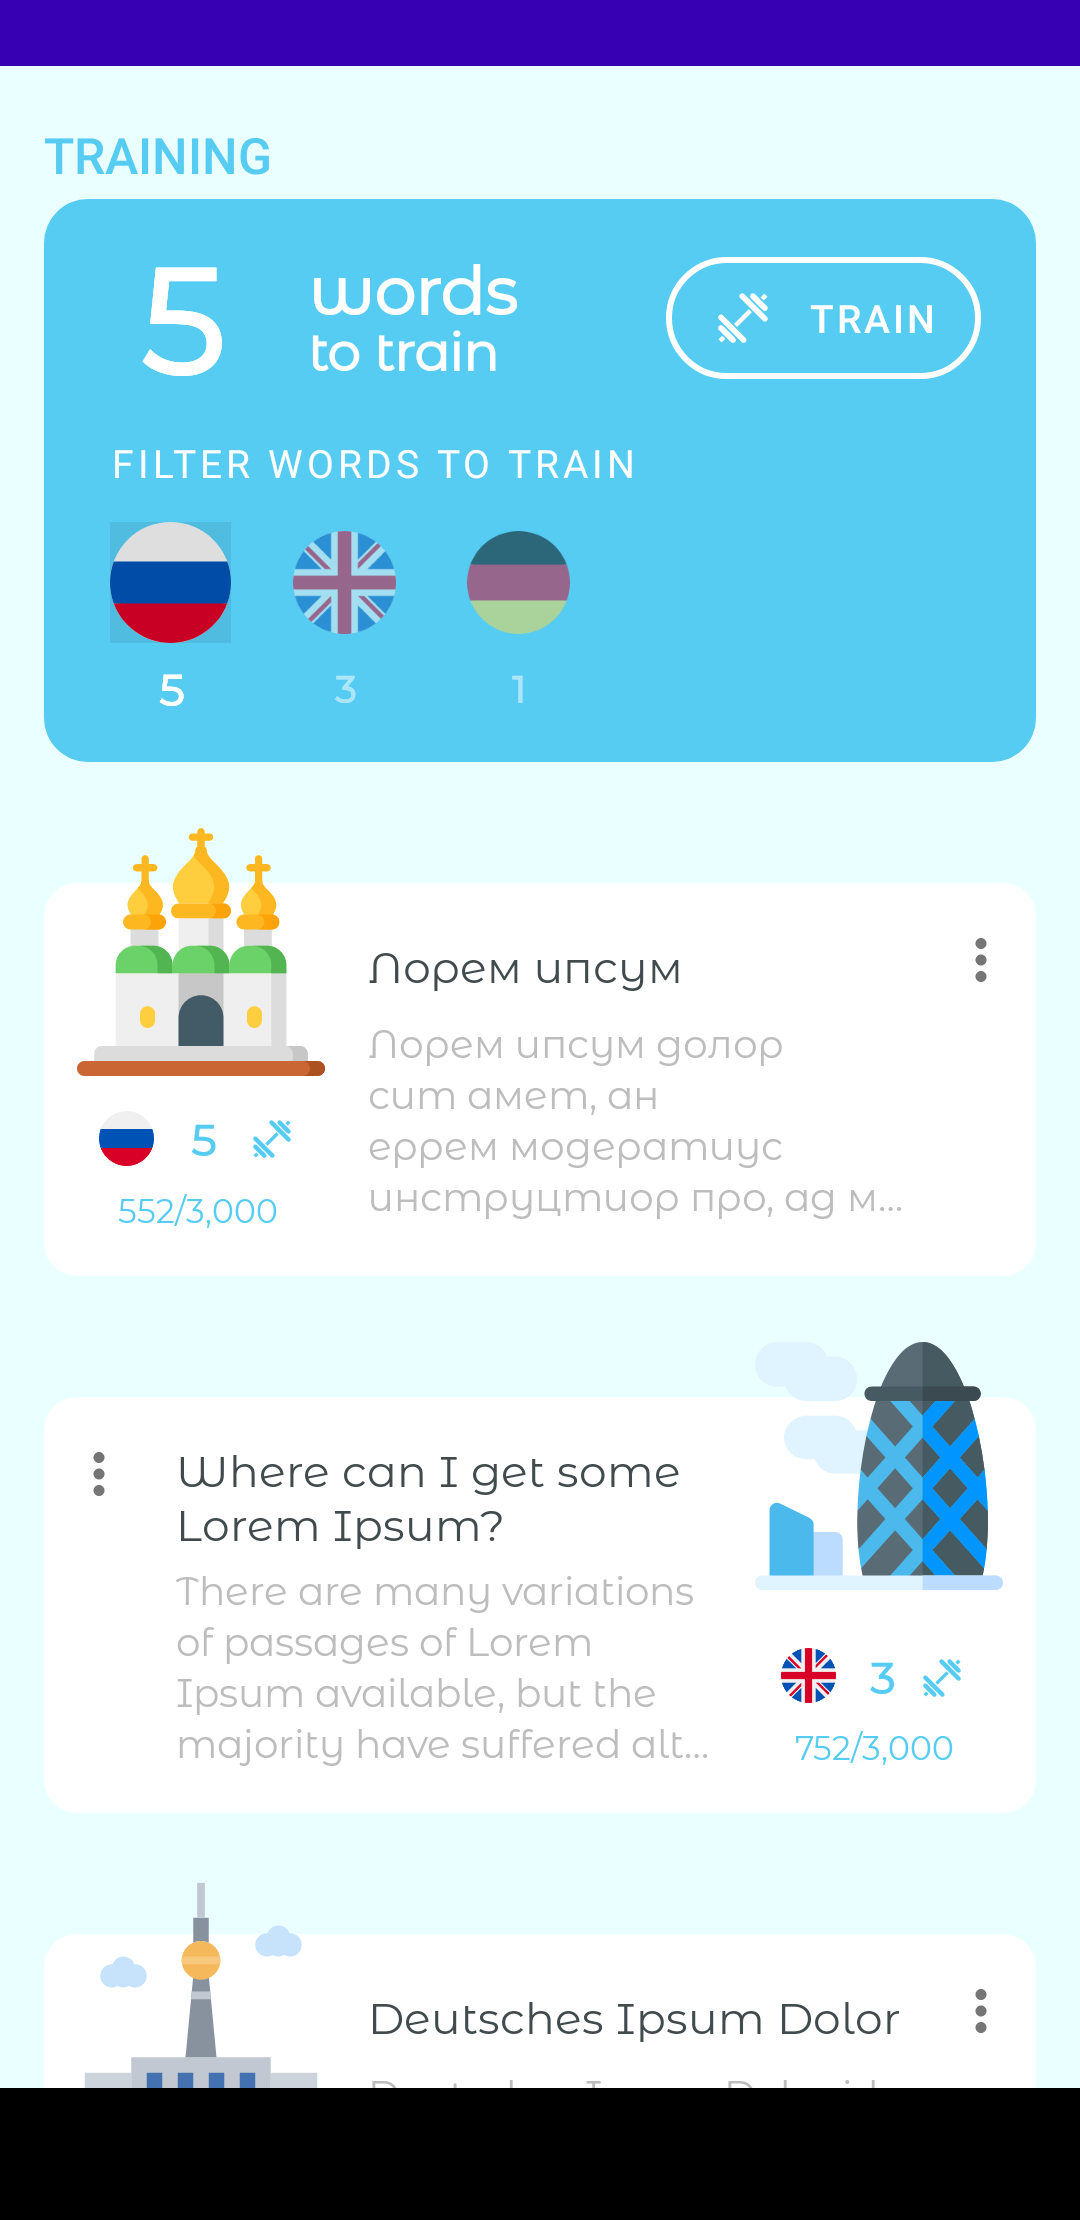 TRAINING
5
words
to train
TRAIN
FILTER WORDS TO TRAIN
5 3 1
Лорем ипсум
Лорем ипсум долор
сит амет, ан
еррем модератиус
инструцтиор про, ад м...
5
552/3,000
Where can I get some
Lorem Ipsum?
There are many variations
of passages of Lorem
Ipsum available, but the
majority have suffered alt...
3
752/3,000
Deutsches Ipsum Dolor